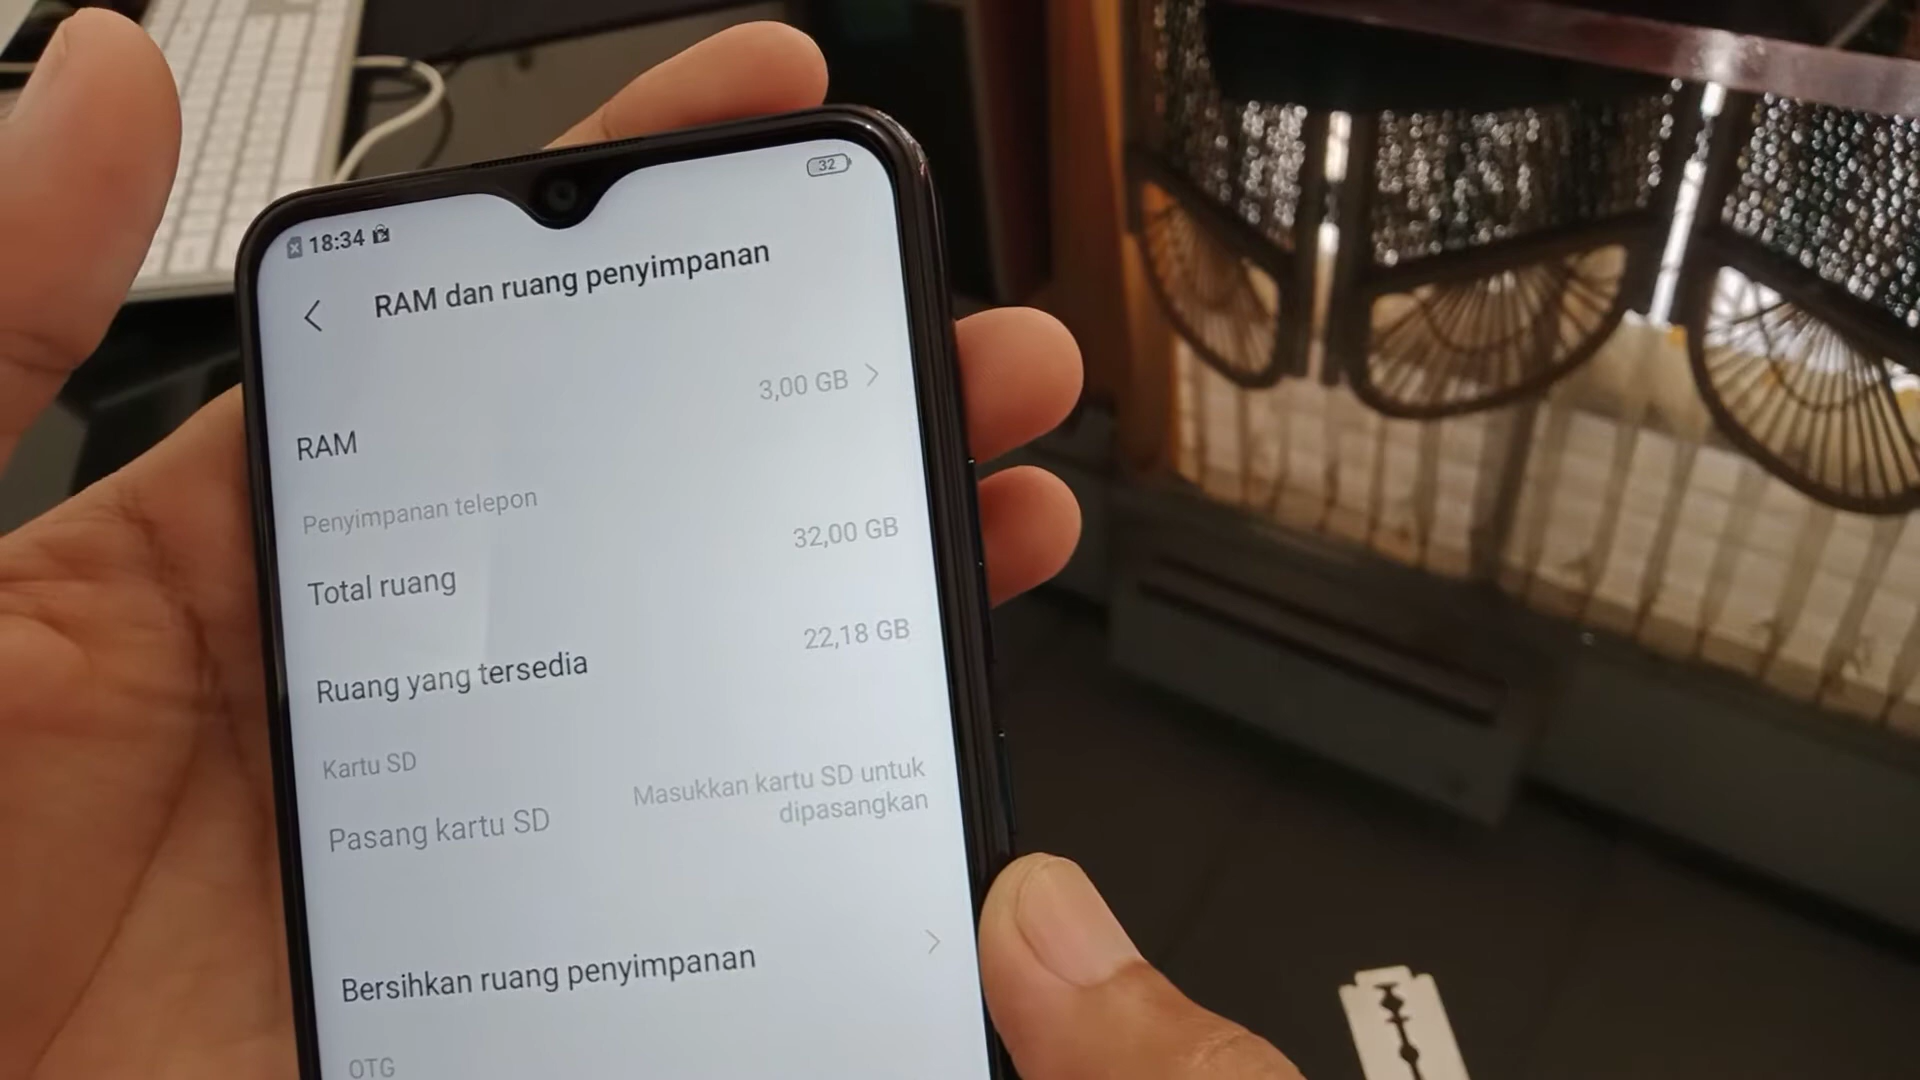 18:34
32
RAM dan ruang penyimpanan
RAM
3,00 GB
Penyimpanan telepon
Total ruang
32,00 GB
Ruang yang tersedia
22,18 GB
Kartu SD
Pasang kartu SD
Masukkan kartu SD untuk
dipasangkan
Bersihkan ruang penyimpanan
OTG